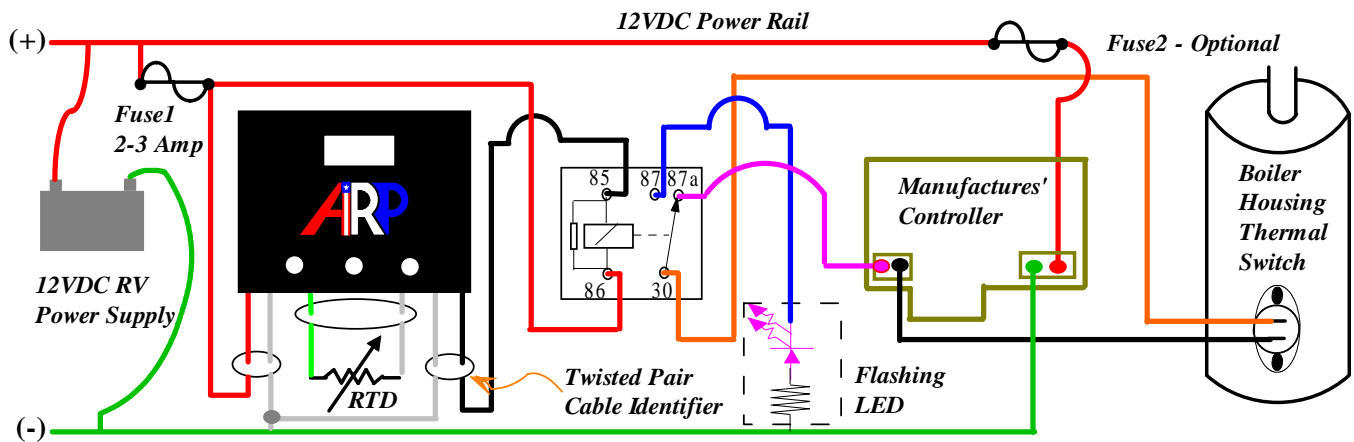 12VDC Power Rail
(+)
Fuse2 - Optional
Fuse1
2-3 Amp
ARP
85
87
87a
86
30
Manufactures'
Controller
Boiler
Housing
Thermal
Switch
12VDC RV
Power Supply
RTD
Twisted Pair
Cable Identifier
Flashing
LED
(-)